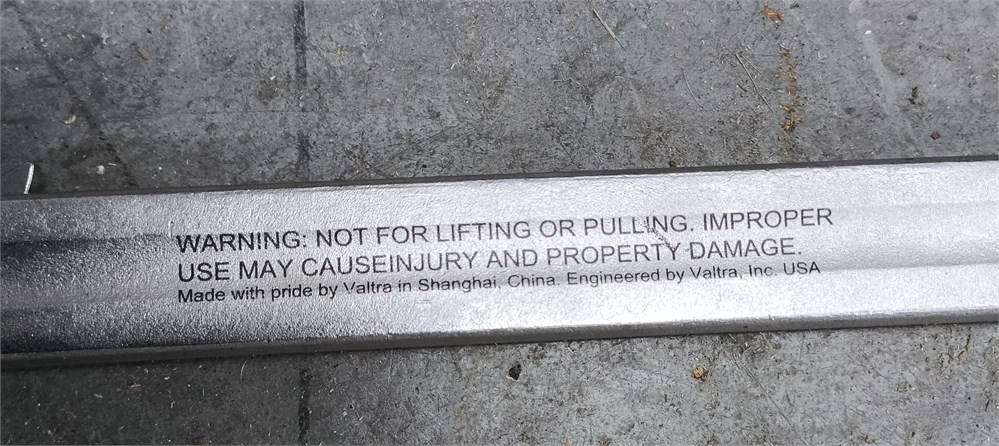 WARNING: NOT FOR LIFTING OR PULLING. IMPROPER
USE MAY CAUSEINJURY AND PROPERTY DAMAGE.
Made with pride by Valtra in Shanghai, China. Engineered by Valtra, Inc. USA